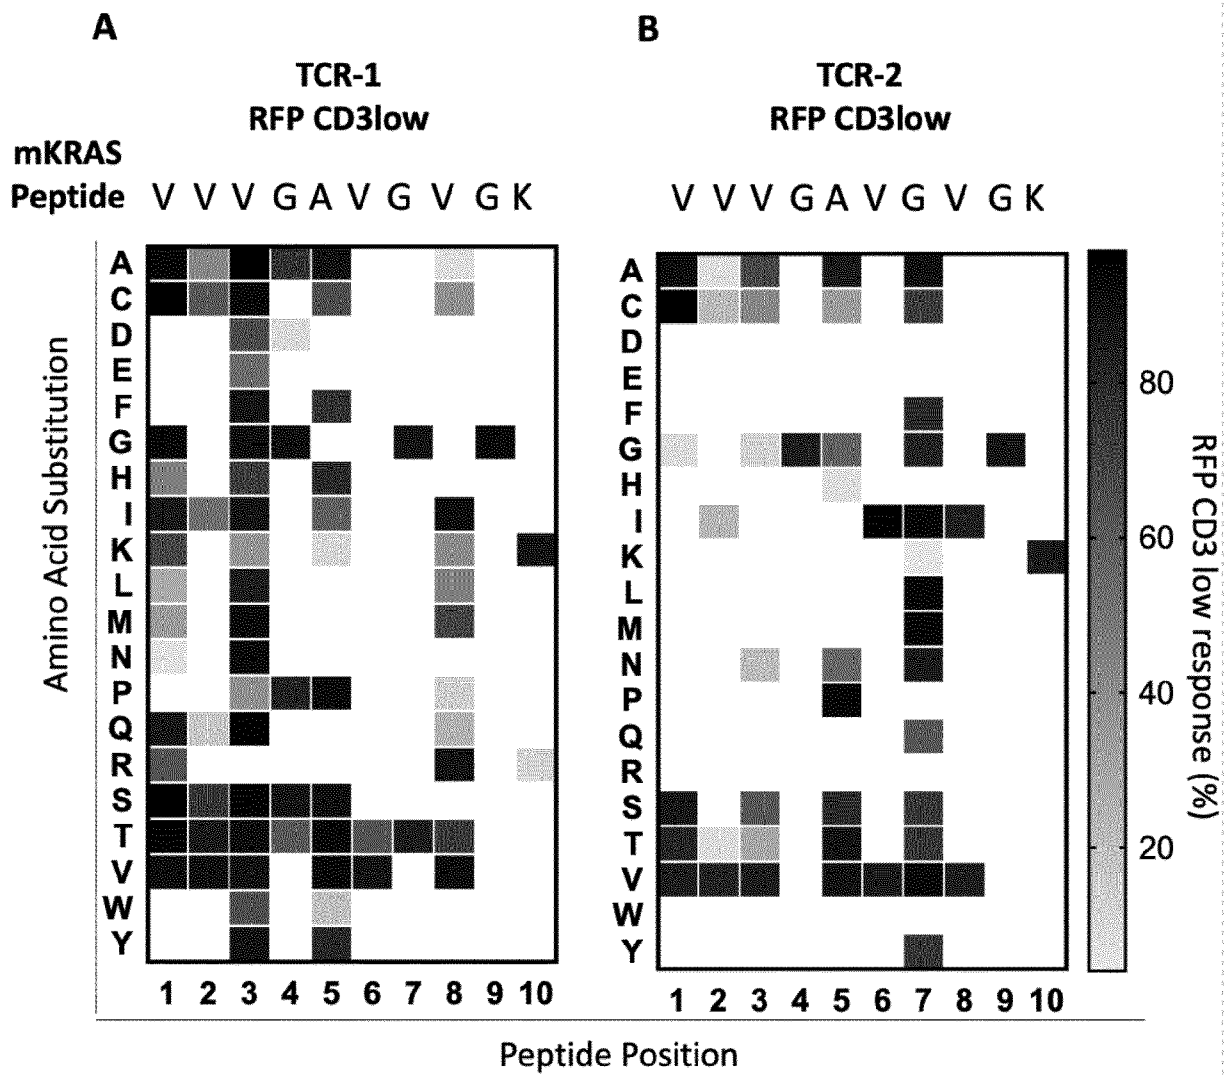 A
B
TCR-1
RFP CD3low
TCR-2
RFP CD3low
mKRAS
Peptide
V V V G A V G V G K
V V V G A V G V G K
Amino Acid Substitution
A
C
D
E
F
G
H
I
K
L
M
N
P
Q
R
S
T
V
W
Y
1 2 3 4 5 6 7 8 9 10
A
C
D
E
F
G
H
I
K
L
M
N
P
Q
R
S
T
V
W
Y
1 2 3 4 5 6 7 8 9 10
80
60
40
20
RFP CD3 low response (%)
Peptide Position